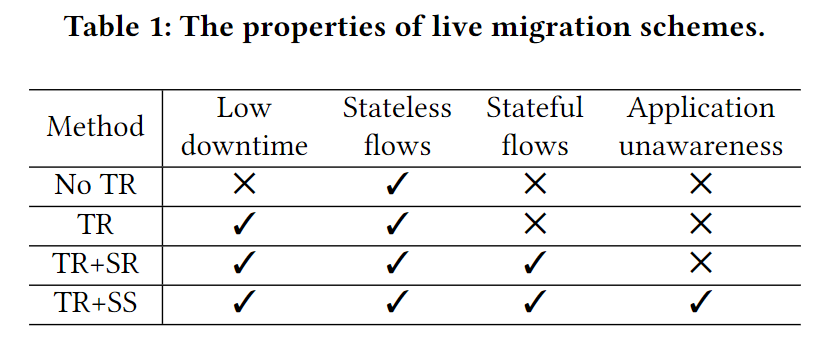 Table 1: The properties of live migration schemes.
Method Low downtime Stateless flows Stateful flows Application unawareness
No TR × ✓ × ×
TR ✓ ✓ × ×
TR+SR ✓ ✓ ✓ ×
TR+SS ✓ ✓ ✓ ✓